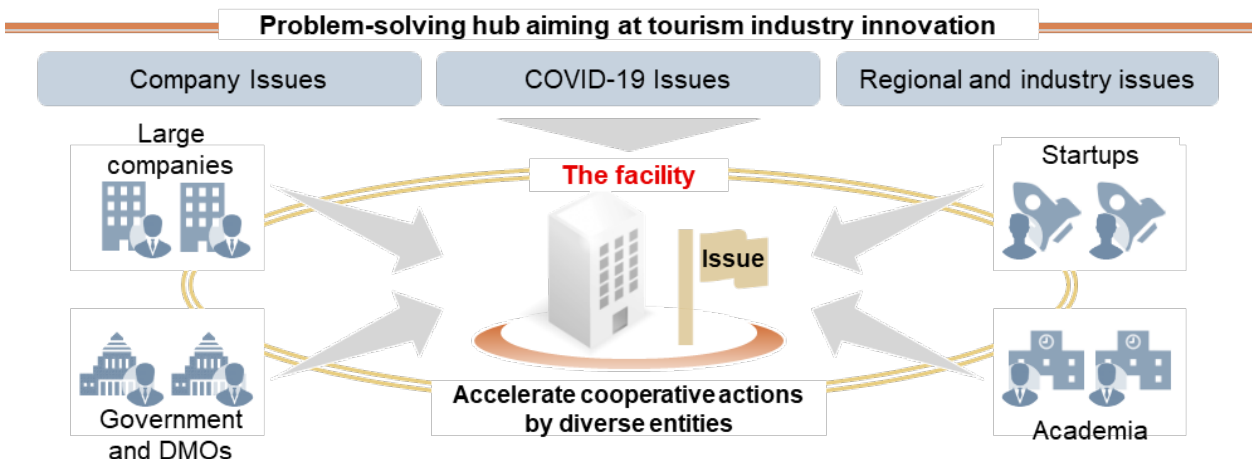 Problem-solving hub aiming at tourism industry innovation
Company Issues
COVID-19 Issues
Regional and industry issues
Large
companies
The facility
Startups
Issue
Government
and DMOs
Accelerate cooperative actions
by diverse entities
Academia